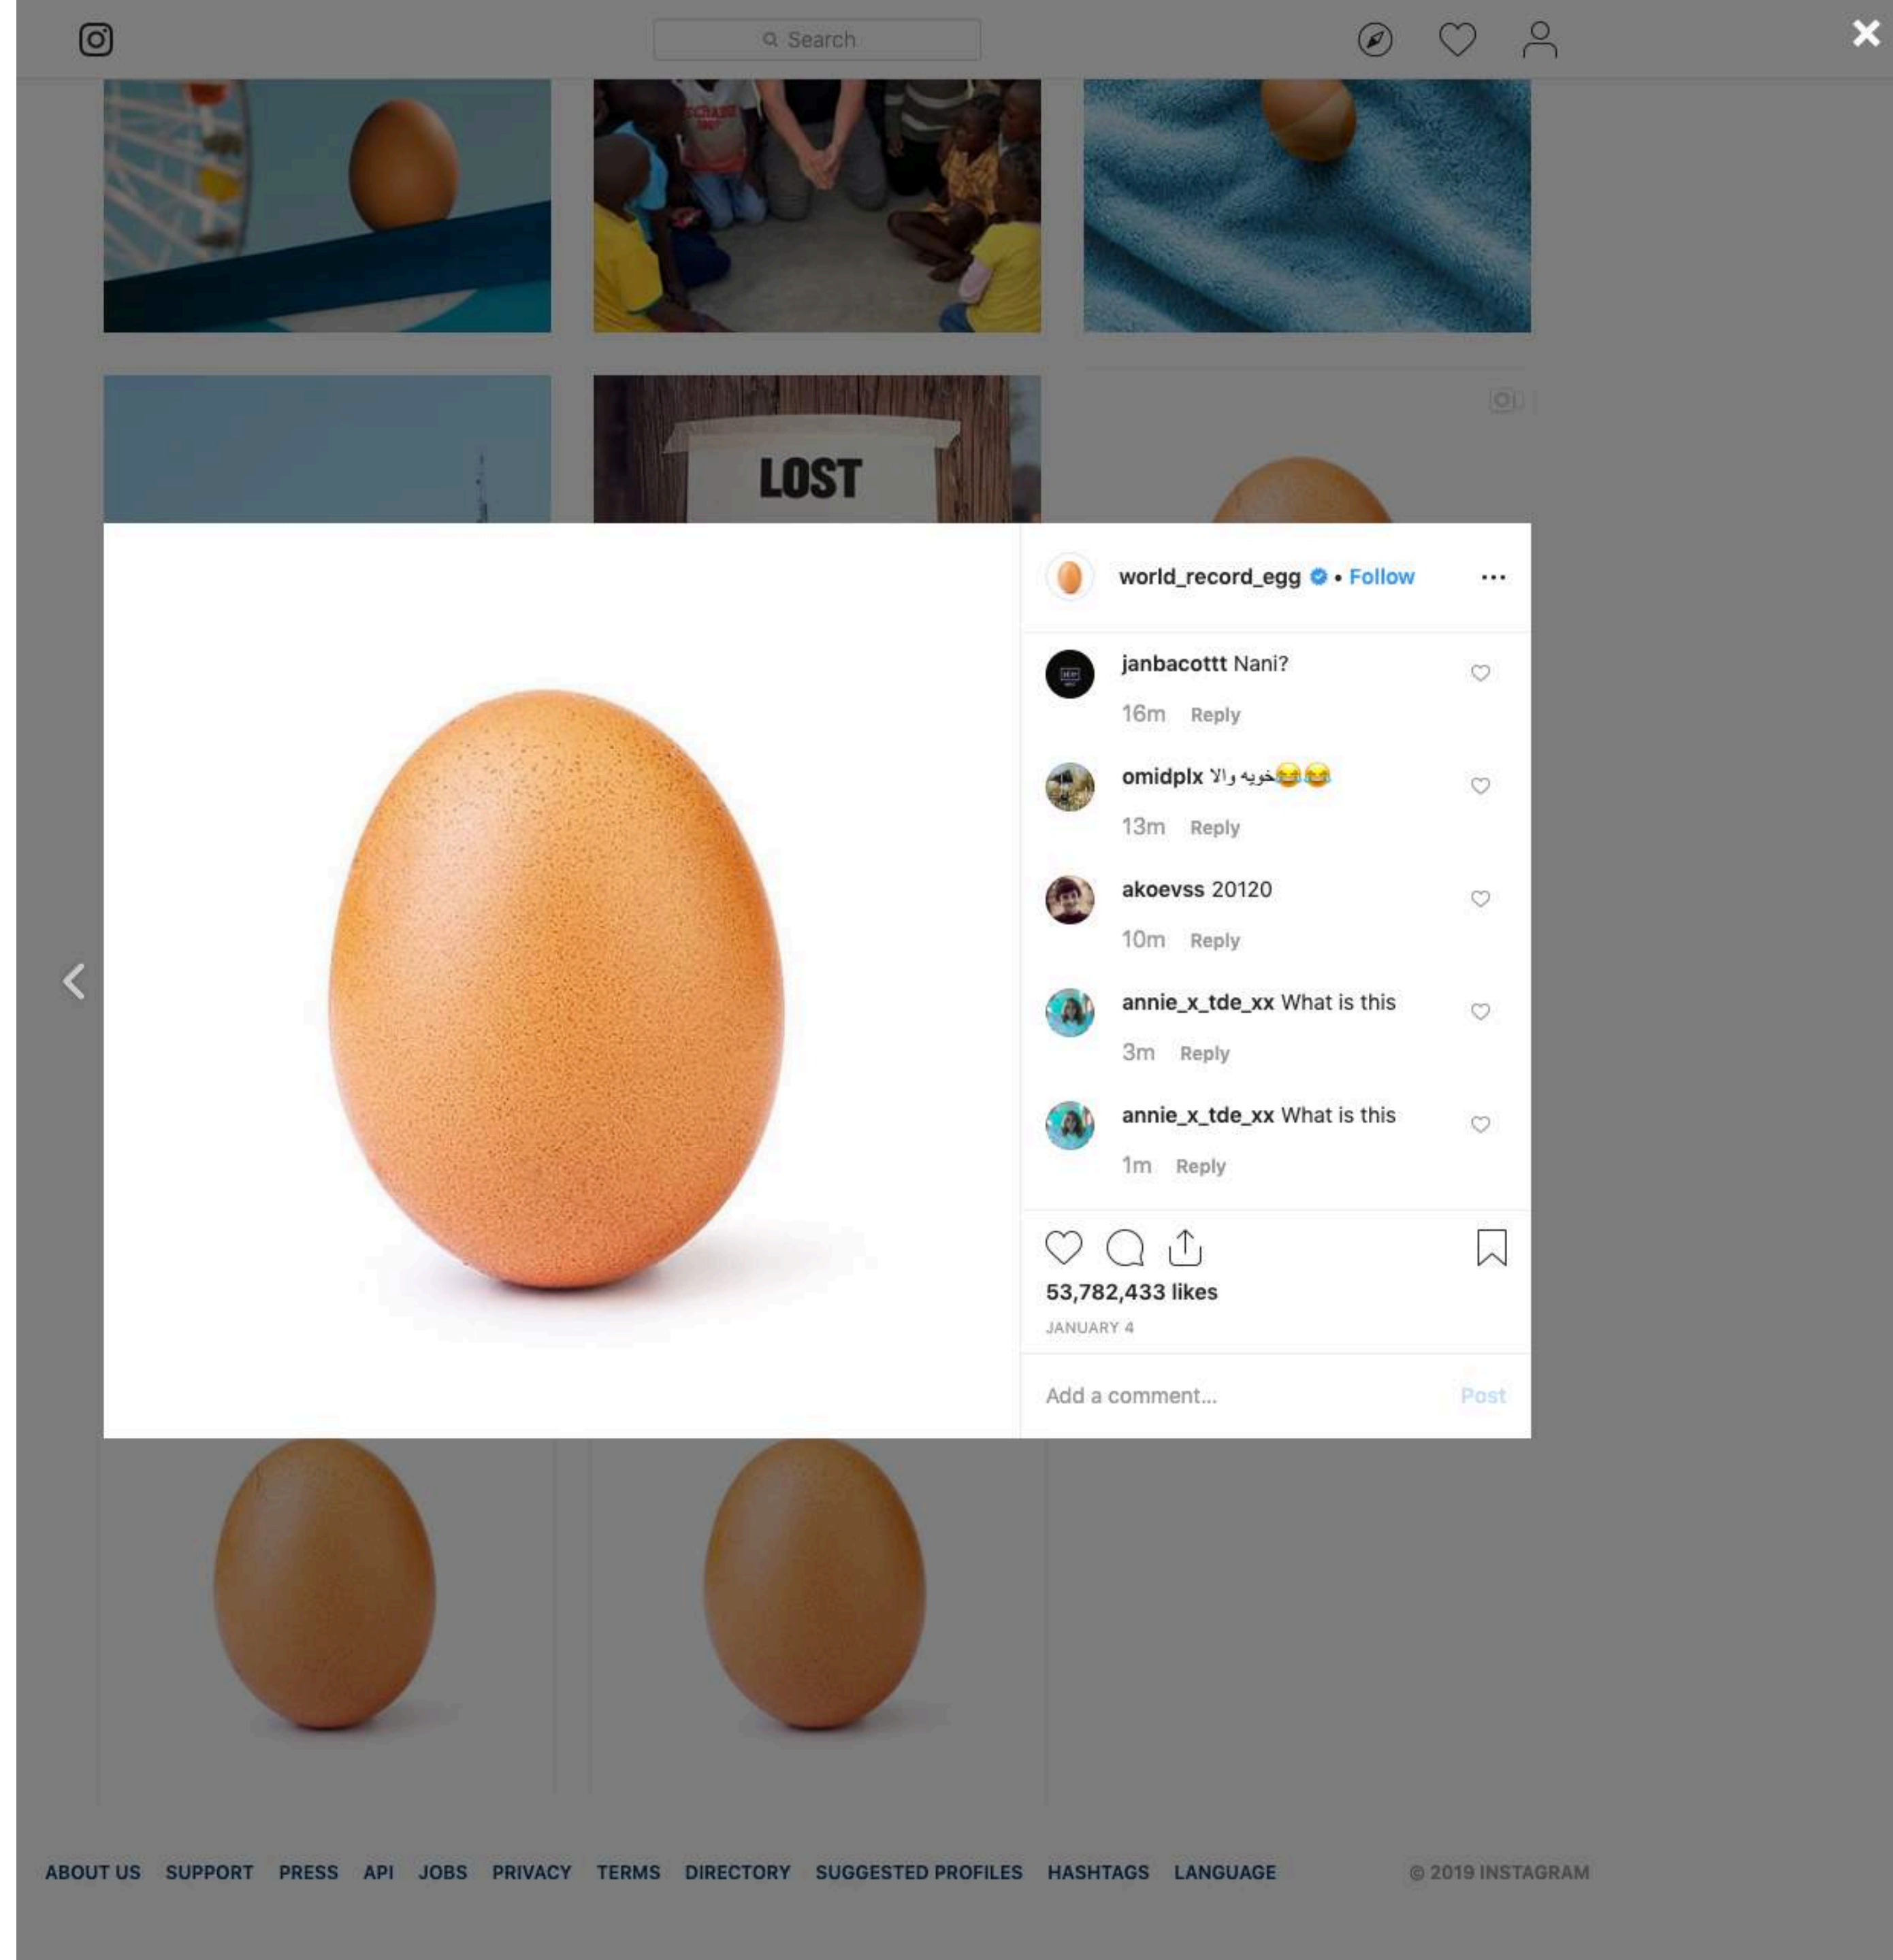 Search
LOST
world_record_egg • Follow
janbacottt Nani?
16m Reply
omidplx خویه والا😂😂
13m Reply
akoevss 20120
10m Reply
annie_x_tde_xx What is this
3m Reply
annie_x_tde_xx What is this
1m Reply
53,782,433 likes
JANUARY 4
Add a comment... Post
ABOUT US SUPPORT PRESS API JOBS PRIVACY TERMS DIRECTORY SUGGESTED PROFILES HASHTAGS LANGUAGE © 2019 INSTAGRAM